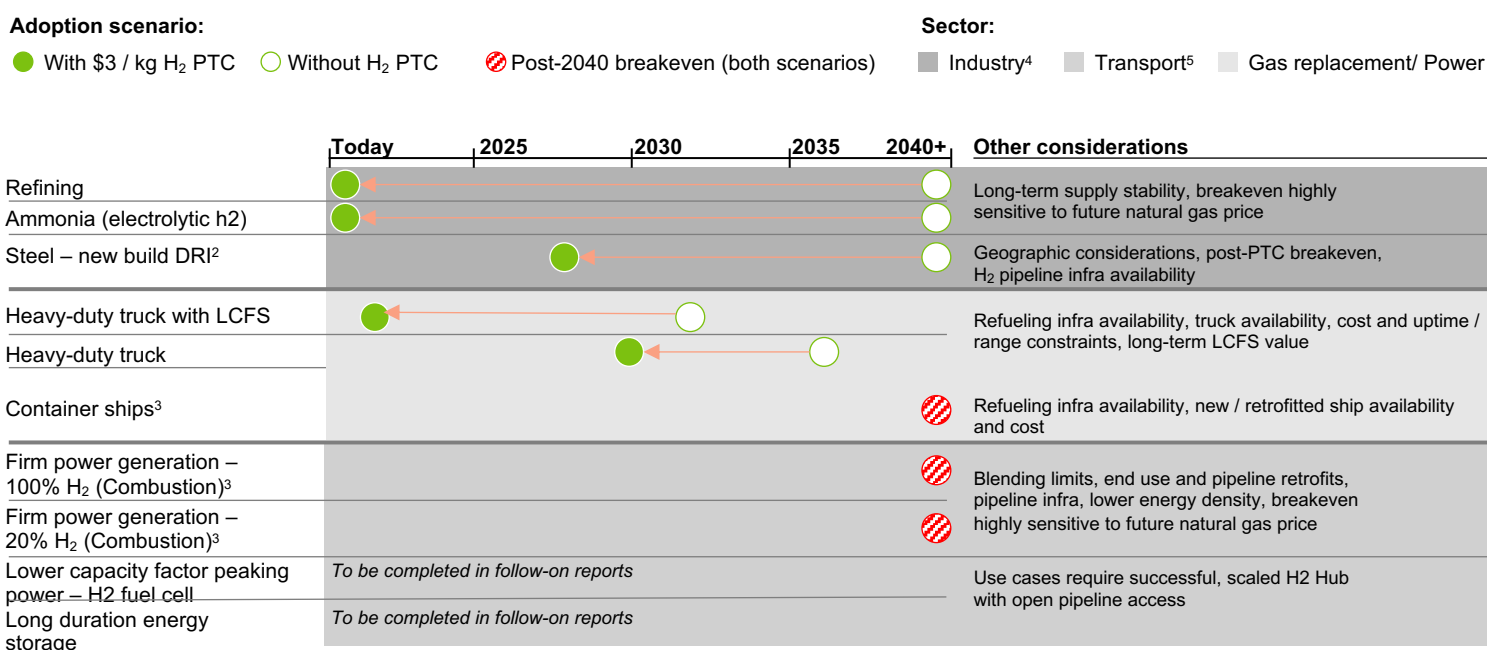 Adoption scenario:
Sector:
With $3 / kg H₂ PTC
Without H₂ PTC
Post-2040 breakeven (both scenarios)
Industry⁴
Transport⁵
Gas replacement/ Power
Today
2025
2030
2035
2040+
Other considerations
Refining
Ammonia (electrolytic h2)
Long-term supply stability, breakeven highly
sensitive to future natural gas price
Steel – new build DRI²
Geographic considerations, post-PTC breakeven,
H₂ pipeline infra availability
Heavy-duty truck with LCFS
Heavy-duty truck
Refueling infra availability, truck availability, cost and uptime /
range constraints, long-term LCFS value
Container ships³
Refueling infra availability, new / retrofitted ship availability
and cost
Firm power generation –
100% H₂ (Combustion)³
Firm power generation –
20% H₂ (Combustion)³
Blending limits, end use and pipeline retrofits,
pipeline infra, lower energy density, breakeven
highly sensitive to future natural gas price
Lower capacity factor peaking
power – H2 fuel cell
To be completed in follow-on reports
Long duration energy
storage
To be completed in follow-on reports
Use cases require successful, scaled H2 Hub
with open pipeline access